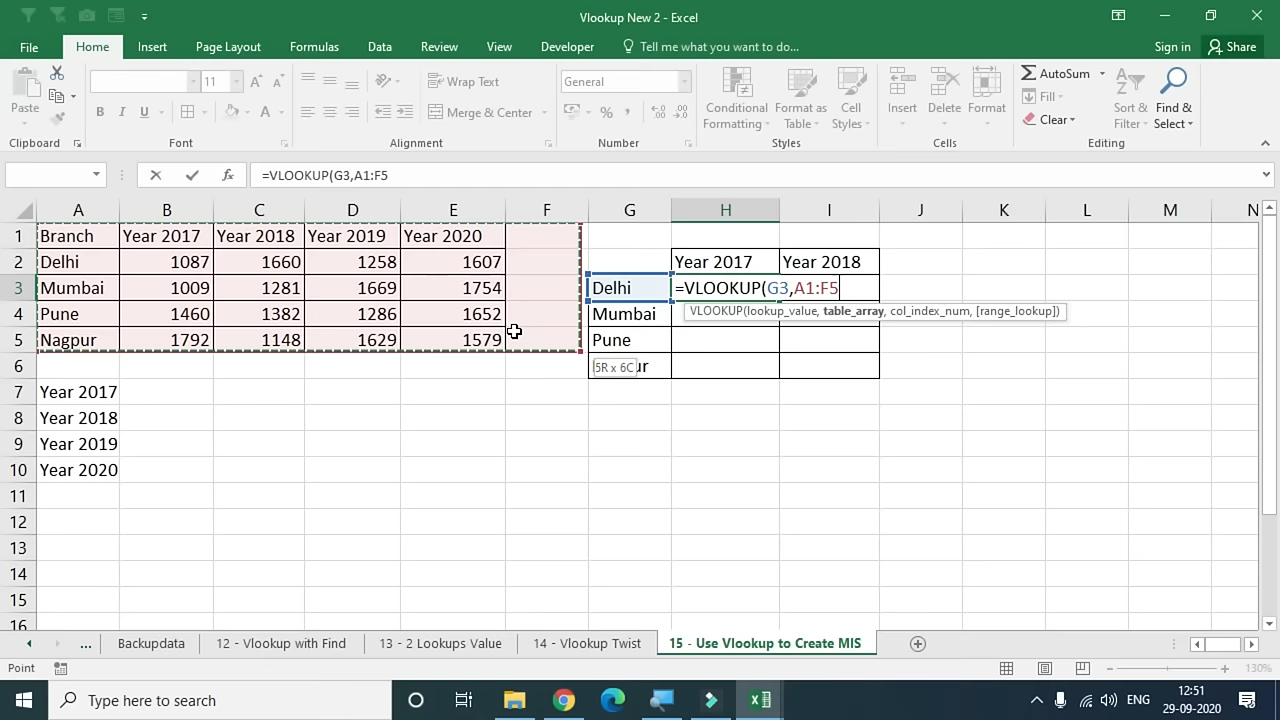 Vlookup New 2 - Excel
File Home Insert Page Layout Formulas Data Review View Developer Tell me what you want to do... Sign in Share
Paste
11
Wrap Text
General
Conditional Formatting
Format as Table
Cell Styles
Insert
Delete
Format
AutoSum
Fill
Clear
Sort & Filter
Find & Select
B I U
Merge & Center
Clipboard Font Alignment Number Styles Cells Editing
=VLOOKUP(G3,A1:F5
A B C D E F G H I J K L M N
1 Branch Year 2017 Year 2018 Year 2019 Year 2020
2 Delhi 1087 1660 1258 1607 Year 2017 Year 2018
3 Mumbai 1009 1281 1669 1754 Delhi =VLOOKUP(G3,A1:F5
4 Pune 1460 1382 1286 1652 Mumbai
VLOOKUP(lookup_value, table_array, col_index_num, [range_lookup])
5 Nagpur 1792 1148 1629 1579 Pune
6 5R x 6C
7 Year 2017
8 Year 2018
9 Year 2019
10 Year 2020
11
12
13
14
15
16
... Backupdata 12 - Vlookup with Find 13 - 2 Lookups Value 14 - Vlookup Twist 15 - Use Vlookup to Create MIS
Point 130%
Type here to search
ENG
12:51
29-09-2020